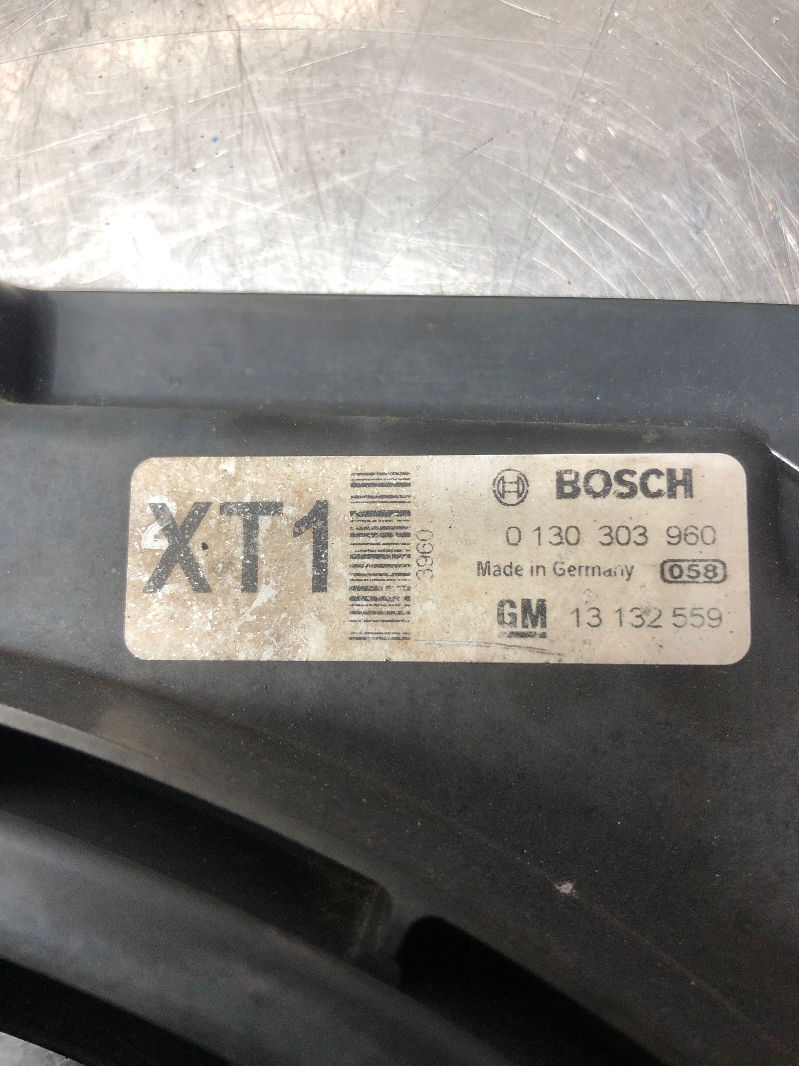 XT1
3960
BOSCH
0 130 303 960
Made in Germany 058
GM 13 132 559